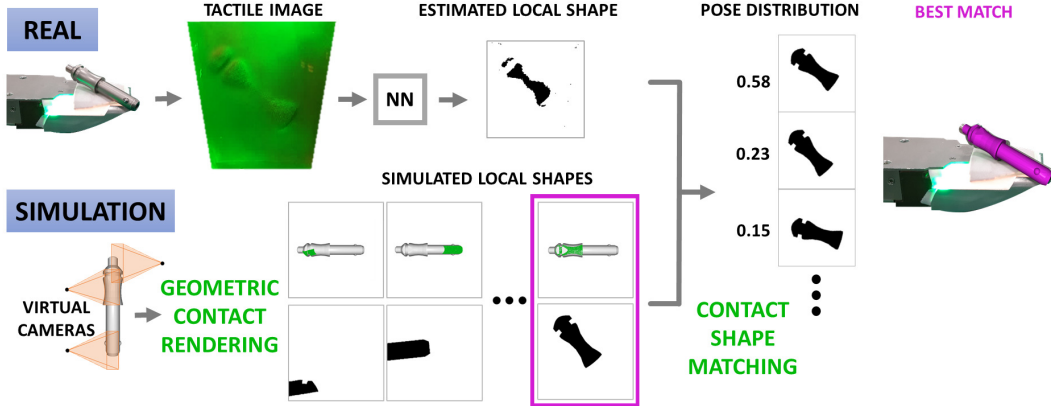 REAL
TACTILE IMAGE
ESTIMATED LOCAL SHAPE
POSE DISTRIBUTION
BEST MATCH
NN
0.58
0.23
0.15
SIMULATION
SIMULATED LOCAL SHAPES
VIRTUAL
CAMERAS
GEOMETRIC
CONTACT
RENDERING
CONTACT
SHAPE
MATCHING